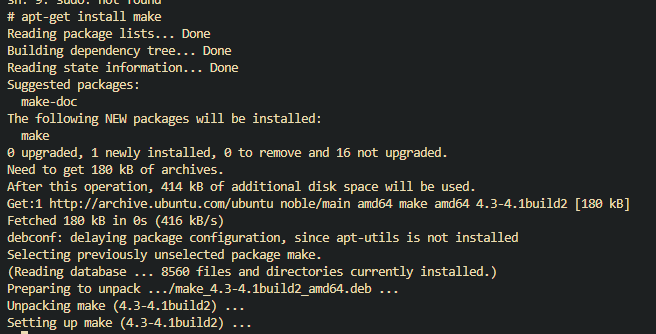 sh: 9: sudo: not found
# apt-get install make
Reading package lists... Done
Building dependency tree... Done
Reading state information... Done
Suggested packages:
  make-doc
The following NEW packages will be installed:
  make
0 upgraded, 1 newly installed, 0 to remove and 16 not upgraded.
Need to get 180 kB of archives.
After this operation, 414 kB of additional disk space will be used.
Get:1 http://archive.ubuntu.com/ubuntu noble/main amd64 make amd64 4.3-4.1build2 [180 kB]
Fetched 180 kB in 0s (416 kB/s)
debconf: delaying package configuration, since apt-utils is not installed
Selecting previously unselected package make.
(Reading database ... 8560 files and directories currently installed.)
Preparing to unpack .../make_4.3-4.1build2_amd64.deb ...
Unpacking make (4.3-4.1build2) ...
Setting up make (4.3-4.1build2) ...